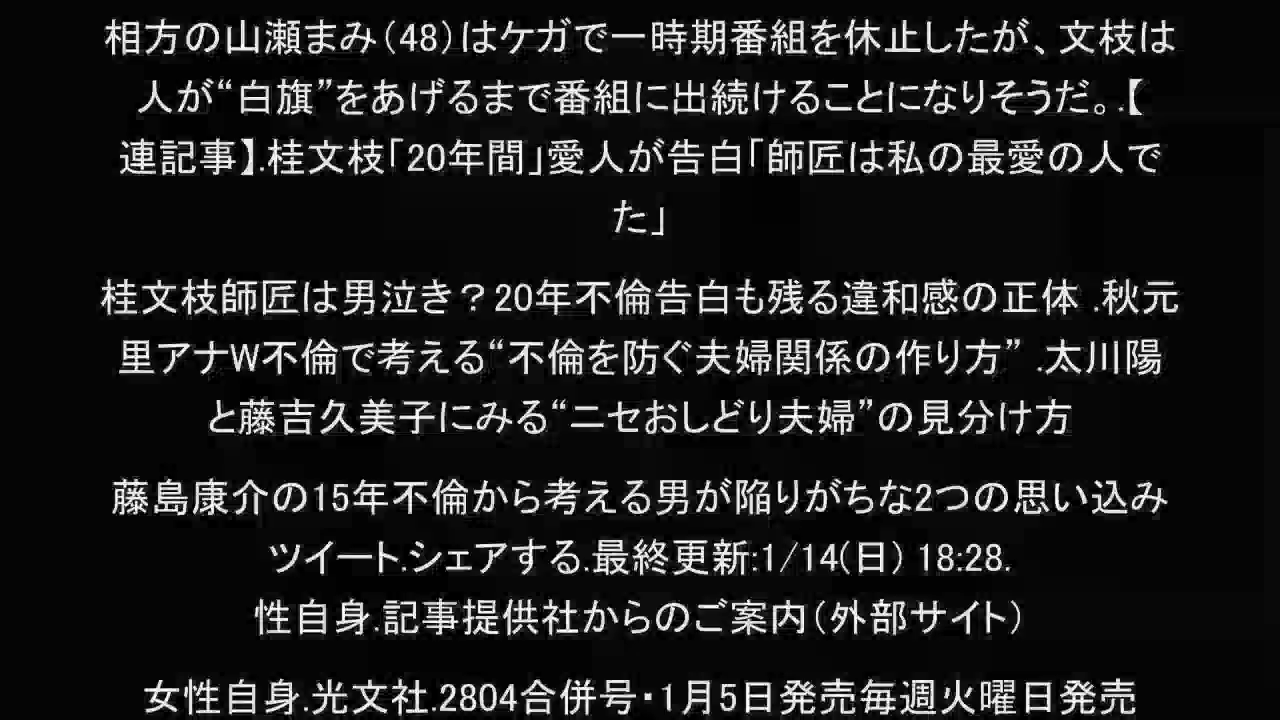 相方の山瀬まみ（48）はケガで一時期番組を休止したが、文枝は
人が“白旗”をあげるまで番組に出続けることになりそうだ。.【
連記事】.桂文枝「20年間」愛人が告白「師匠は私の最愛の人で
た」
桂文枝師匠は男泣き？20年不倫告白も残る違和感の正体 .秋元
里アナW不倫で考える“不倫を防ぐ夫婦関係の作り方” .太川陽
と藤吉久美子にみる“ニセおしどり夫婦”の見分け方
藤島康介の15年不倫から考える男が陥りがちな2つの思い込み
ツイート.シェアする.最終更新:1/14(日) 18:28.
性自身.記事提供社からのご案内（外部サイト）
女性自身.光文社.2804合併号・1月5日発売毎週火曜日発売